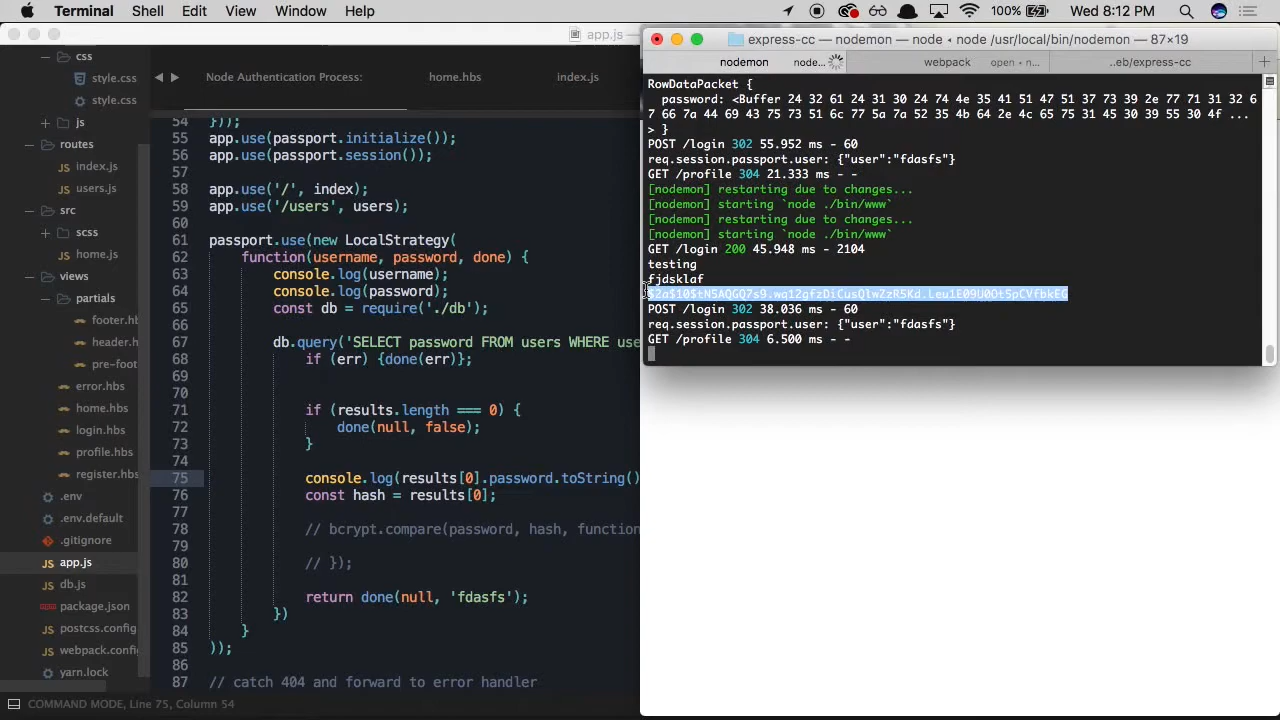 Terminal Shell Edit View Window Help 100% Wed 8:12 PM
app.js —
express-cc — nodemon — node ◂ node /usr/local/bin/nodemon — 87×19
nodemon node... webpack open ◂ n... ..eb/express-cc
Node Authentication Process: home.hbs index.js
css
style.css
style.css
js
routes
index.js
users.js
src
scss
home.js
views
partials
footer.hb
header.h
pre-foot
error.hbs
home.hbs
login.hbs
profile.hbs
register.hbs
.env
.env.default
.gitignore
app.js
db.js
package.json
postcss.config
webpack.config
yarn.lock
54 }));
55 app.use(passport.initialize());
56 app.use(passport.session());
57
58 app.use('/', index);
59 app.use('/users', users);
60
61 passport.use(new LocalStrategy(
62 function(username, password, done) {
63 console.log(username);
64 console.log(password);
65 const db = require('./db');
66
67 db.query('SELECT password FROM users WHERE use
68 if (err) {done(err)};
69
70
71 if (results.length === 0) {
72 done(null, false);
73 }
74
75 console.log(results[0].password.toString()
76 const hash = results[0];
77
78 // bcrypt.compare(password, hash, function
79
80 // });
81
82 return done(null, 'fdasfs');
83 })
84 }
85 ));
86
87 // catch 404 and forward to error handler
COMMAND MODE, Line 75, Column 54
RowDataPacket {
password: <Buffer 24 32 61 24 31 30 24 74 4e 35 41 51 47 51 37 73 39 2e 77 71 31 32 6
7 66 7a 44 69 43 75 73 51 6c 77 5a 7a 52 35 4b 64 2e 4c 65 75 31 45 30 39 55 30 4f ...
> }
POST /login 302 55.952 ms - 60
req.session.passport.user: {"user":"fdasfs"}
GET /profile 304 21.333 ms - -
[nodemon] restarting due to changes...
[nodemon] starting `node ./bin/www`
[nodemon] restarting due to changes...
[nodemon] starting `node ./bin/www`
GET /login 200 45.948 ms - 2104
testing
fjdsklaf
$2a$10$tN5AQGQ7s9.wq12gfzDiCusQlwZzR5Kd.Leu1E09U0Ot5pCVfbkEG
POST /login 302 38.036 ms - 60
req.session.passport.user: {"user":"fdasfs"}
GET /profile 304 6.500 ms - -